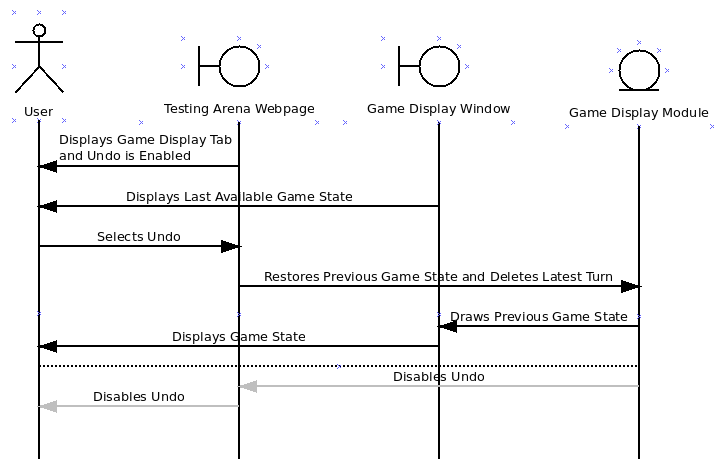 User
Testing Arena Webpage
Game Display Window
Game Display Module
Displays Game Display Tab
and Undo is Enabled
Displays Last Available Game State
Selects Undo
Restores Previous Game State and Deletes Latest Turn
Draws Previous Game State
Displays Game State
Disables Undo
Disables Undo